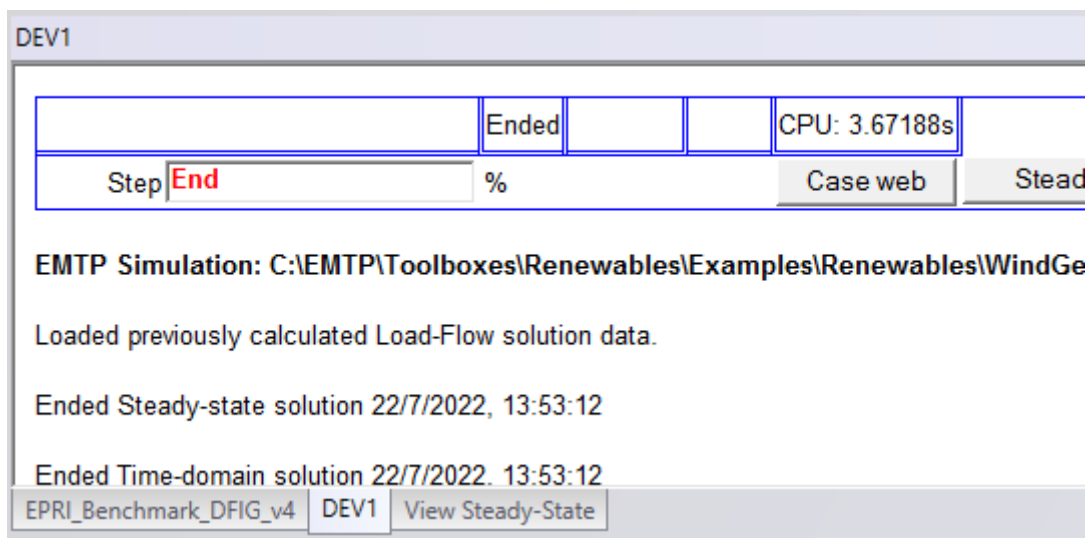 DEV1
Ended CPU: 3.67188s
Step End % Case web Stead
EMTP Simulation: C:\EMTP\Toolboxes\Renewables\Examples\Renewables\WindGe
Loaded previously calculated Load-Flow solution data.
Ended Steady-state solution 22/7/2022, 13:53:12
Ended Time-domain solution 22/7/2022, 13:53:12
EPRI_Benchmark_DFIG_v4 DEV1 View Steady-State